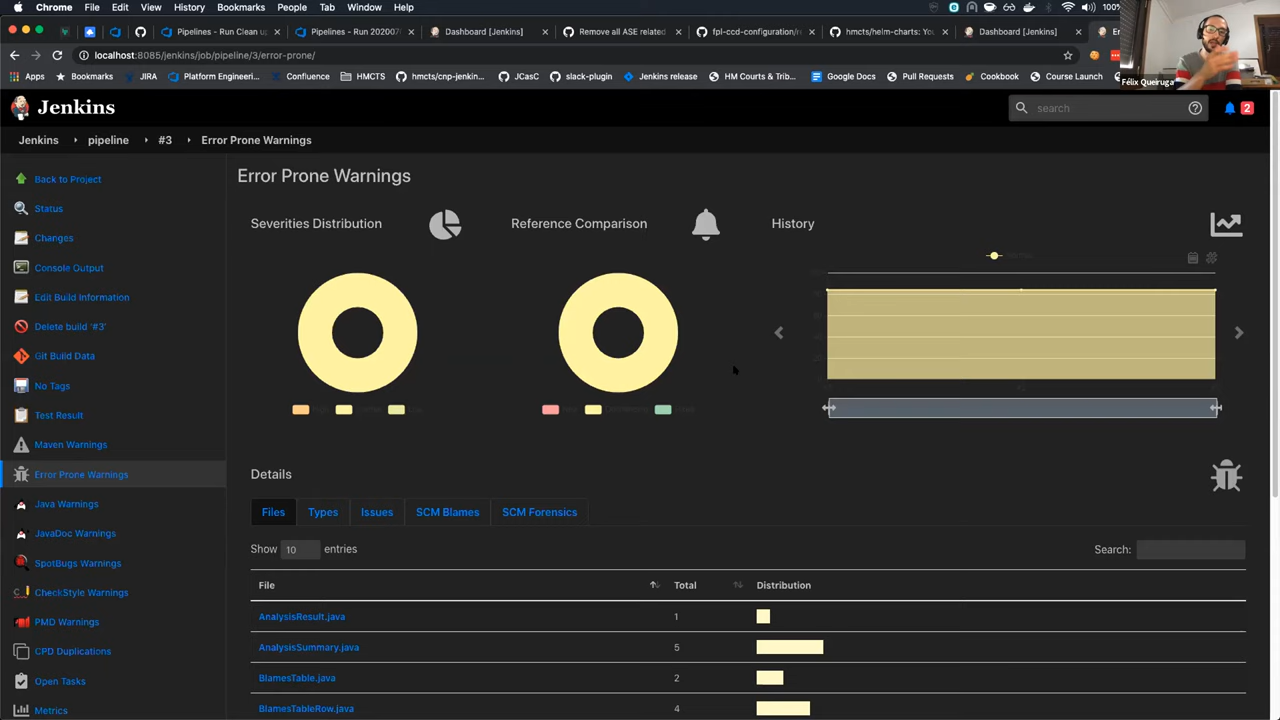 Chrome File Edit View History Bookmarks People Tab Window Help 100%
Pipelines - Run Clean up Pipelines - Run 202007 Dashboard [Jenkins] Remove all ASE related fpl-ccd-configuration/re hmcts/helm-charts: You Dashboard [Jenkins]
localhost:8085/jenkins/job/pipeline/3/error-prone/
Félix Queiruga
Apps Bookmarks JIRA Platform Engineeri... Confluence HMCTS hmcts/cnp-jenkin... JCasC slack-plugin Jenkins release HM Courts & Trib... Google Docs Pull Requests Cookbook Course Launch
Jenkins
search
2
Jenkins pipeline #3 Error Prone Warnings
Back to Project
Status
Changes
Console Output
Edit Build Information
Delete build '#3'
Git Build Data
No Tags
Test Result
Maven Warnings
Error Prone Warnings
Java Warnings
JavaDoc Warnings
SpotBugs Warnings
CheckStyle Warnings
PMD Warnings
CPD Duplications
Open Tasks
Metrics
Error Prone Warnings
Severities Distribution
Reference Comparison
History
Details
Files Types Issues SCM Blames SCM Forensics
Show 10 entries
Search:
File Total Distribution
AnalysisResult.java 1
AnalysisSummary.java 5
BlamesTable.java 2
BlamesTableRow.java 4